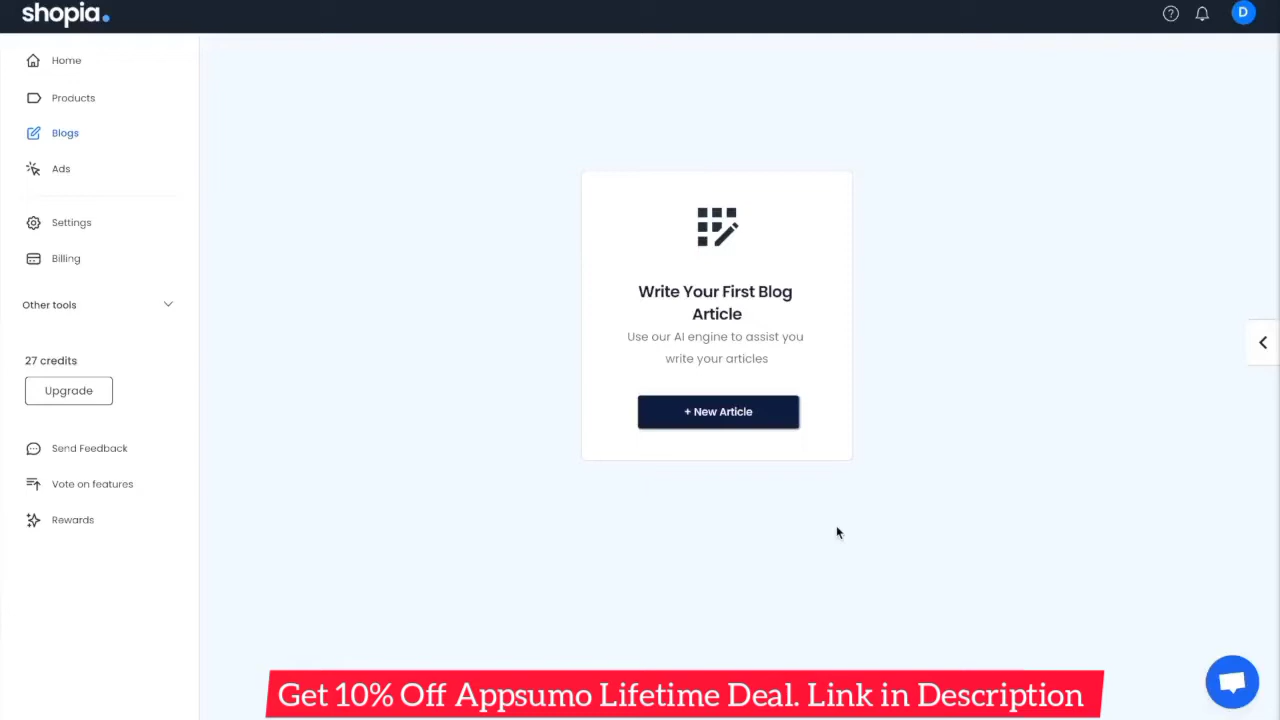 shopia.
D
Home
Products
Blogs
Ads
Settings
Billing
Other tools
27 credits
Upgrade
Send Feedback
Vote on features
Rewards
Write Your First Blog
Article
Use our AI engine to assist you
write your articles
+ New Article
Get 10% Off Appsumo Lifetime Deal. Link in Description